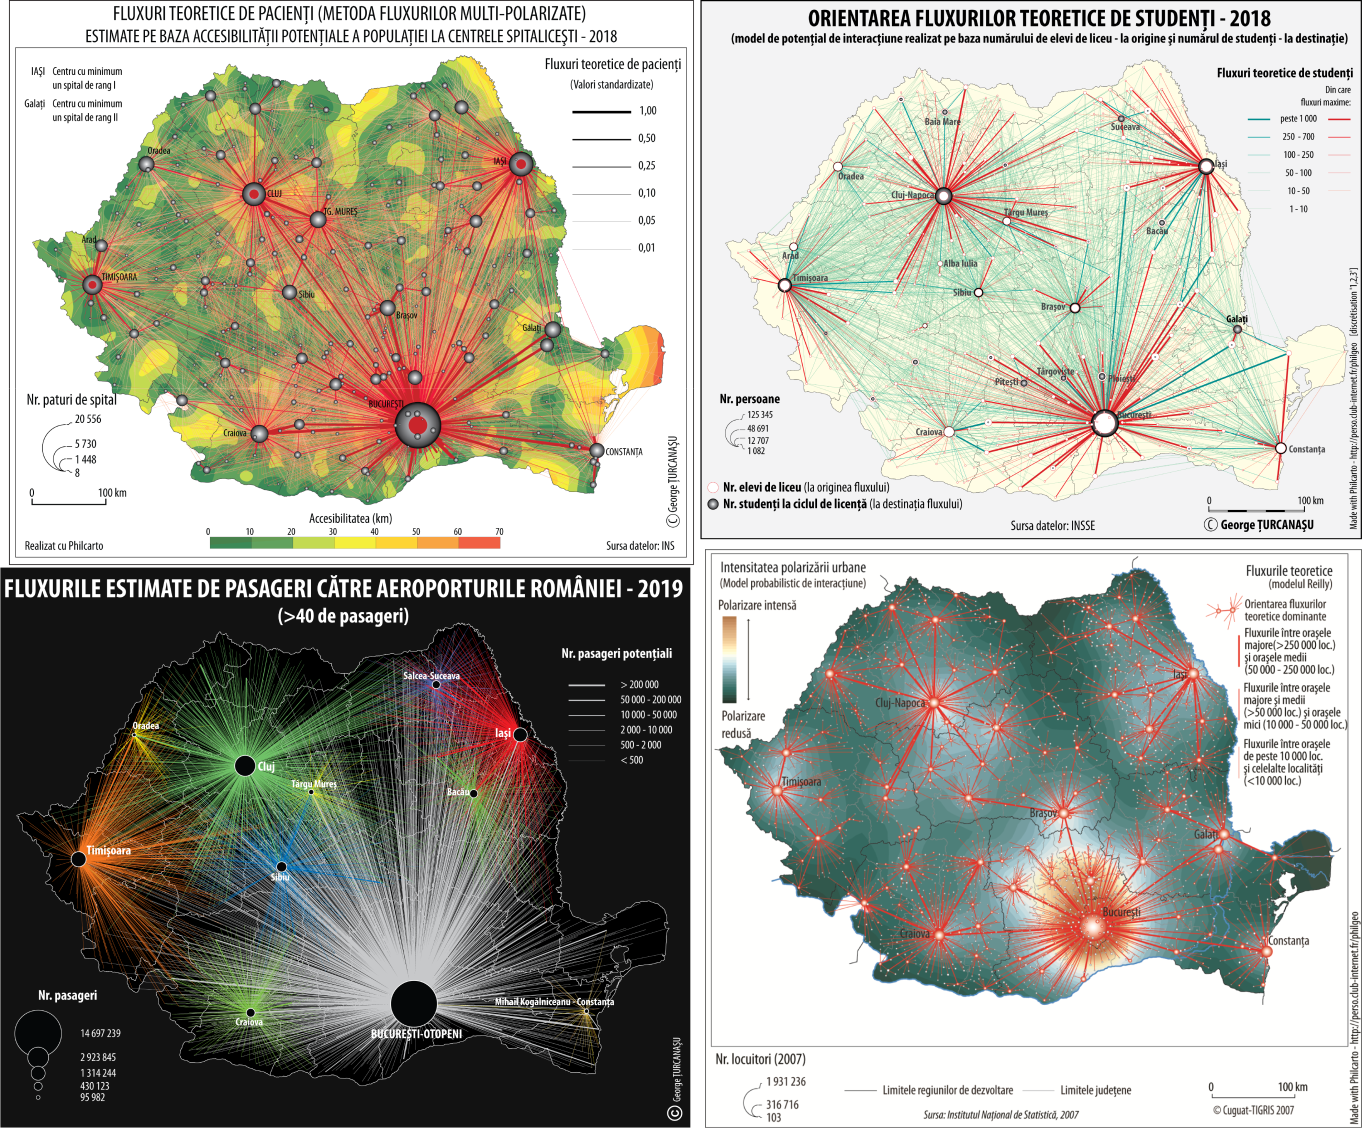 FLUXURI TEORETICE DE PACIENȚI (METODA FLUXURILOR MULTI-POLARIZATE)
ESTIMATE PE BAZA ACCESIBILITĂȚII POTENȚIALE A POPULAȚIEI LA CENTRELE SPITALICEȘTI - 2018
IAȘI Centru cu minimum
un spital de rang I
Galați Centru cu minimum
un spital de rang II
Fluxuri teoretice de pacienți
(Valori standardizate)
1,00
0,50
0,25
0,10
0,05
0,01
Oradea
IAȘI
CLUJ
TG. MUREȘ
Arad
TIMIȘOARA
Sibiu
Brașov
Galați
BUCUREȘTI
Craiova
CONSTANȚA
Nr. paturi de spital
20 556
5 730
1 448
8
0 100 km
Accesibilitatea (km)
0 10 20 30 40 50 60 70
Realizat cu Philcarto
Sursa datelor: INS
© George ȚURCANAȘU
ORIENTAREA FLUXURILOR TEORETICE DE STUDENȚI - 2018
(model de potențial de interacțiune realizat pe baza numărului de elevi de liceu - la origine și numărul de studenți - la destinație)
Fluxuri teoretice de studenți
Din care
fluxuri maxime:
peste 1 000
250 - 700
100 - 250
50 - 100
10 - 50
1 - 10
Baia Mare
Suceava
Oradea
Iași
Cluj-Napoca
Târgu Mureș
Bacău
Arad
Alba Iulia
Timișoara
Sibiu
Brașov
Galați
Târgoviște
Pitești
Ploiești
București
Craiova
Constanța
Nr. persoane
125 345
48 691
12 707
1 082
Nr. elevi de liceu (la originea fluxului)
Nr. studenți la ciclul de licență (la destinația fluxului)
Sursa datelor: INSSE
0 100 km
© George ȚURCANAȘU
Made with Philcarto - http://perso.club-internet.fr/philgeo [discrétisation "1,2,3"]
FLUXURILE ESTIMATE DE PASAGERI CĂTRE AEROPORTURILE ROMÂNIEI - 2019
(>40 de pasageri)
Nr. pasageri potențiali
> 200 000
50 000 - 200 000
10 000 - 50 000
2 000 - 10 000
500 - 2 000
< 500
Salcea-Suceava
Oradea
Iași
Cluj
Târgu Mureș
Bacău
Timișoara
Sibiu
Mihail Kogălniceanu - Constanța
Craiova
BUCUREȘTI-OTOPENI
Nr. pasageri
14 697 239
2 923 845
1 314 244
430 123
95 982
© George ȚURCANAȘU
Intensitatea polarizării urbane
(Model probabilistic de interacțiune)
Polarizare intensă
Polarizare
redusă
Fluxurile teoretice
(modelul Reilly)
Orientarea fluxurilor
teoretice dominante
Fluxurile între orașele
majore(>250 000 loc.)
și orașele medii
(50 000 - 250 000 loc.)
Fluxurile între orașele
majore și medii
(>50 000 loc.) și orașele
mici (10 000 - 50 000 loc.)
Fluxurile între orașele
de peste 10 000 loc.
și celelalte localități
(<10 000 loc.)
Iași
Cluj-Napoca
Timișoara
Brașov
Galați
București
Craiova
Constanța
Nr. locuitori (2007)
1 931 236
316 716
103
Limitele regiunilor de dezvoltare
Limitele județene
Sursa: Institutul Național de Statistică, 2007
0 100 km
© Cuguat-TIGRIS 2007
Made with Philcarto - http://perso.club-internet.fr/philgeo